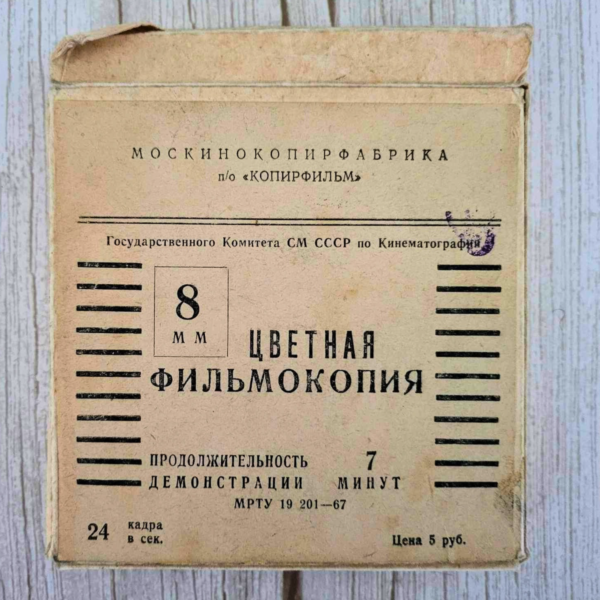 МОСКИНОКОПИРФАБРИКА
п/о «КОПИРФИЛЬМ»
Государственного Комитета СМ СССР по Кинематографии
8
ММ
ЦВЕТНАЯ
ФИЛЬМОКОПИЯ
ПРОДОЛЖИТЕЛЬНОСТЬ 7
ДЕМОНСТРАЦИИ МИНУТ
МРТУ 19 201—67
24 кадра
в сек.
Цена 5 руб.